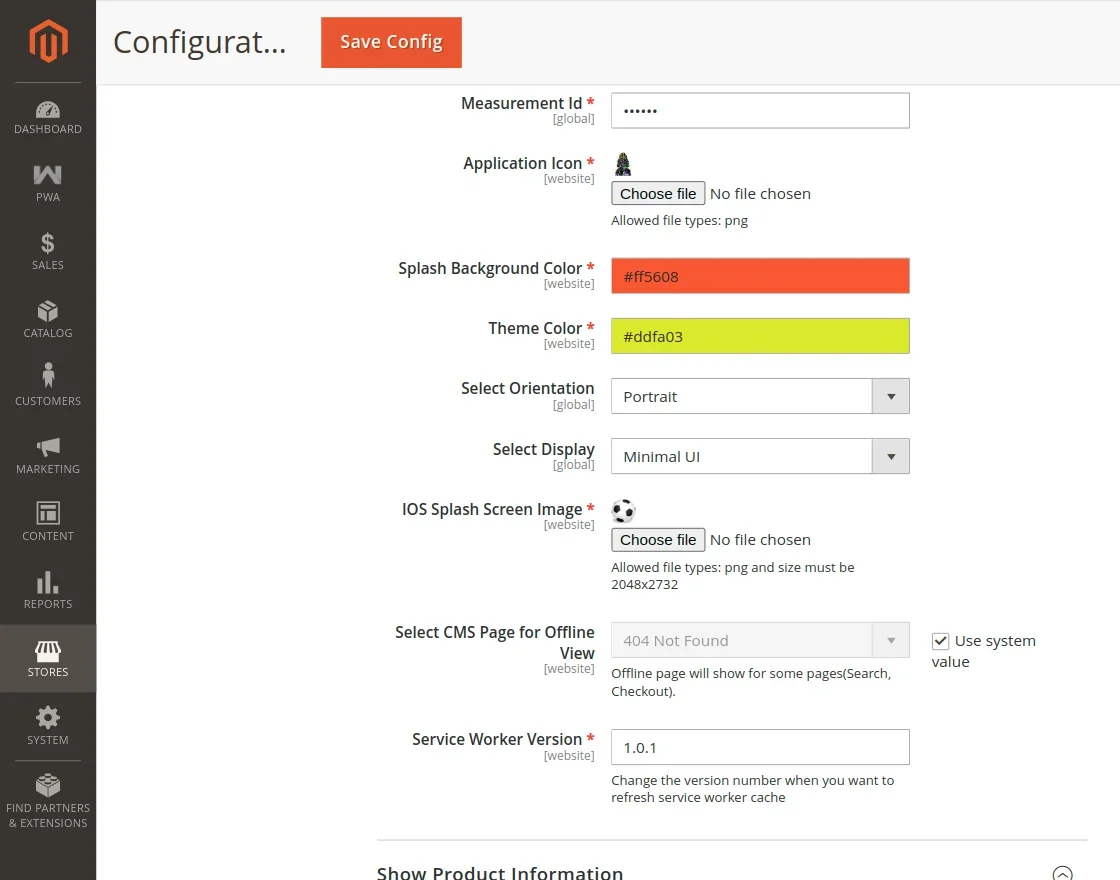 Configurat...
Save Config
DASHBOARD
PWA
SALES
CATALOG
CUSTOMERS
MARKETING
CONTENT
REPORTS
STORES
SYSTEM
FIND PARTNERS
& EXTENSIONS
Measurement Id *
[global]
••••••
Application Icon *
[website]
Choose file No file chosen
Allowed file types: png
Splash Background Color *
[website]
#ff5608
Theme Color *
[website]
#ddfa03
Select Orientation
[global]
Portrait
Select Display
[global]
Minimal UI
IOS Splash Screen Image *
[website]
Choose file No file chosen
Allowed file types: png and size must be
2048x2732
Select CMS Page for Offline
View
[website]
404 Not Found
Use system
value
Offline page will show for some pages(Search,
Checkout).
Service Worker Version *
[website]
1.0.1
Change the version number when you want to
refresh service worker cache
Show Product Information